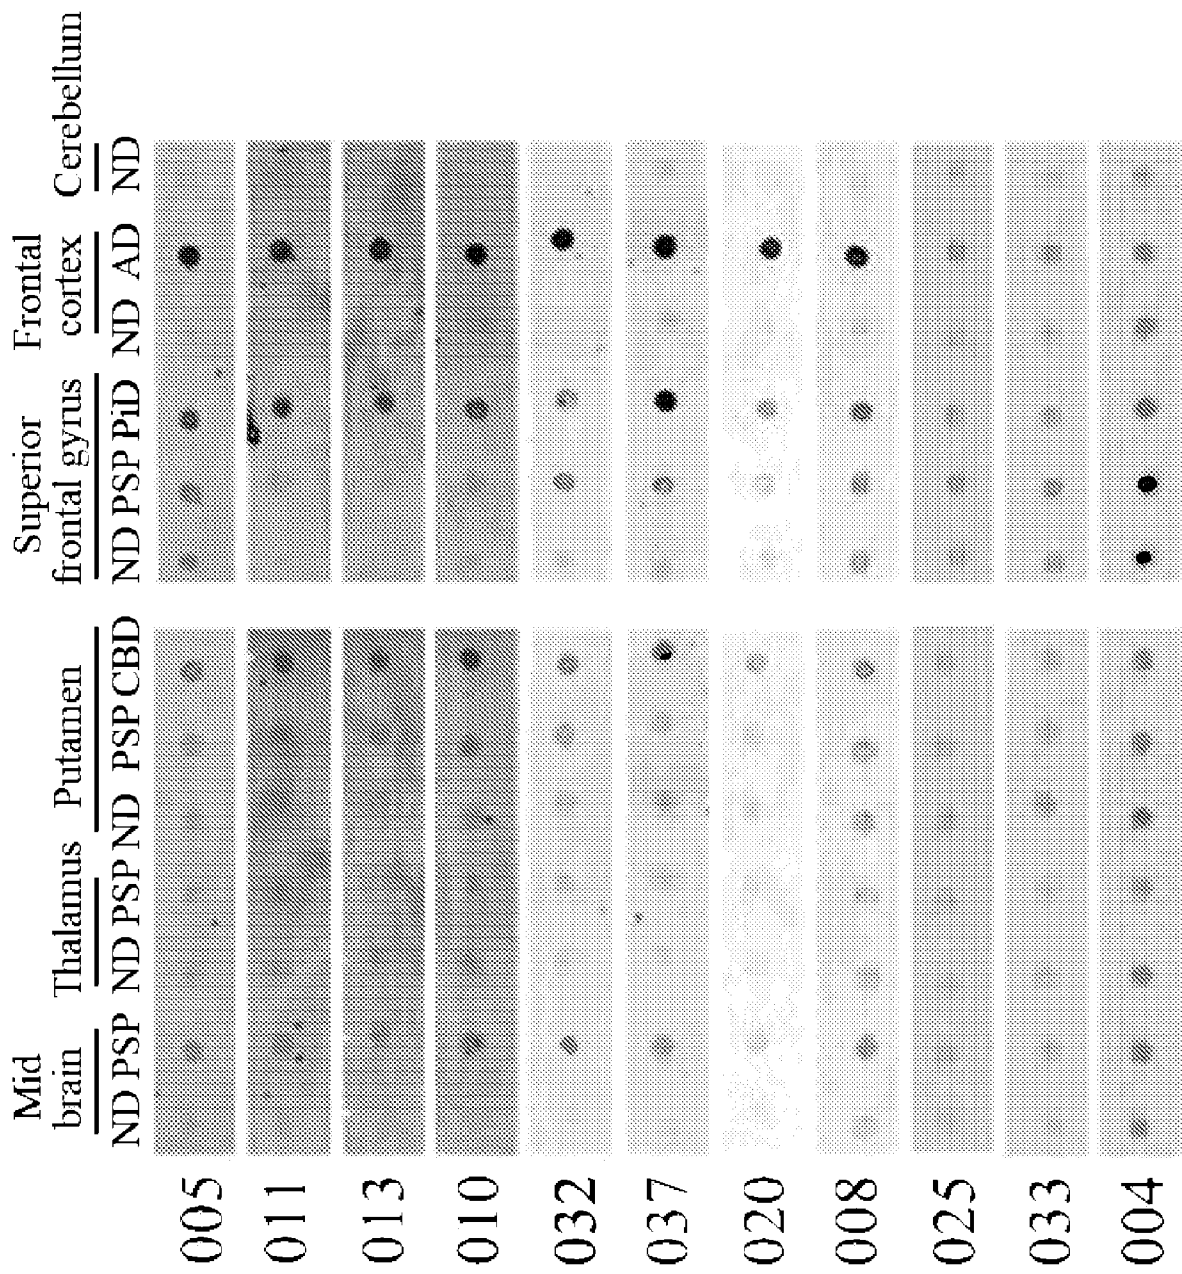 Mid brain
Thalamus
Putamen
Superior frontal gyrus
Frontal cortex
Cerebellum
ND PSP
ND PSP
ND PSP CBD
ND PSP PiD
ND AD
ND
005
011
013
010
032
037
020
008
025
033
004